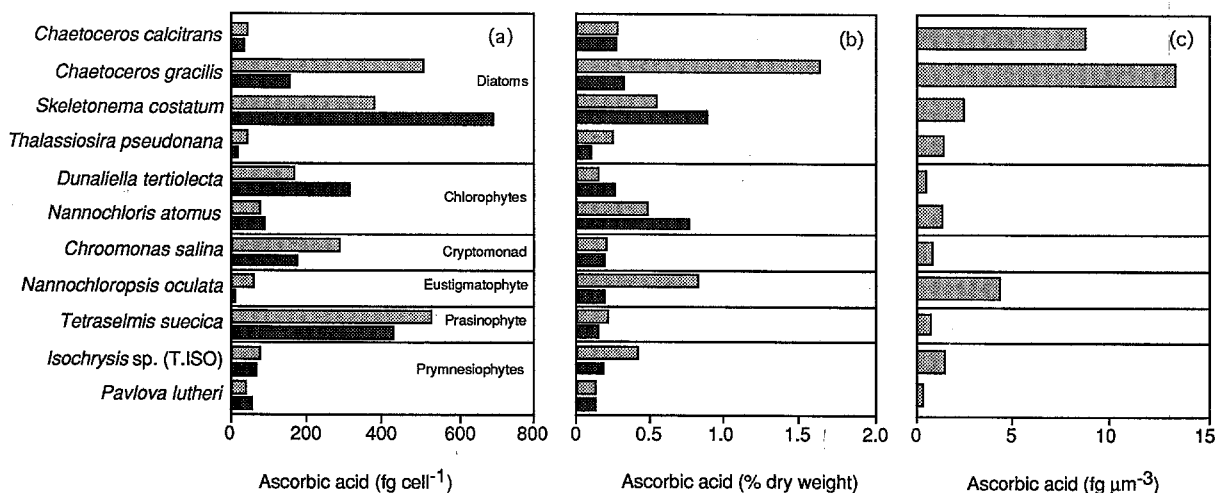 Chaetoceros calcitrans
Chaetoceros gracilis
Skeletonema costatum
Thalassiosira pseudonana
Dunaliella tertiolecta
Nannochloris atomus
Chroomonas salina
Nannochloropsis oculata
Tetraselmis suecica
Isochrysis sp. (T.ISO)
Pavlova lutheri
(a)
Diatoms
Chlorophytes
Cryptomonad
Eustigmatophyte
Prasinophyte
Prymnesiophytes
0 200 400 600 800
Ascorbic acid (fg cell⁻¹)
(b)
0 0.5 1.0 1.5 2.0
Ascorbic acid (% dry weight)
(c)
0 5 10 15
Ascorbic acid (fg µm⁻³)